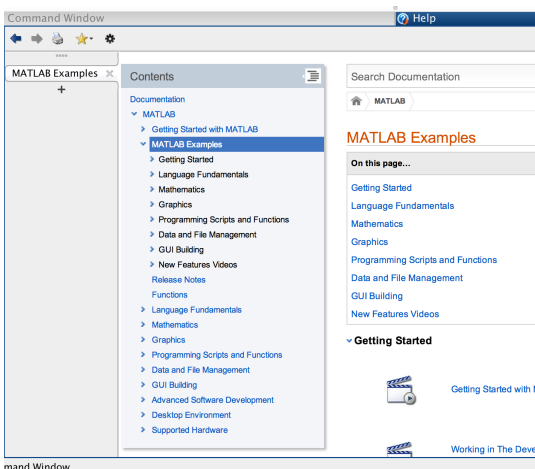 Command Window
Help
MATLAB Examples
+
Contents
Documentation
MATLAB
Getting Started with MATLAB
MATLAB Examples
Getting Started
Language Fundamentals
Mathematics
Graphics
Programming Scripts and Functions
Data and File Management
GUI Building
New Features Videos
Release Notes
Functions
Language Fundamentals
Mathematics
Graphics
Programming Scripts and Functions
Data and File Management
GUI Building
Advanced Software Development
Desktop Environment
Supported Hardware
Search Documentation
MATLAB
MATLAB Examples
On this page...
Getting Started
Language Fundamentals
Mathematics
Graphics
Programming Scripts and Functions
Data and File Management
GUI Building
New Features Videos
Getting Started
Getting Started with
Working in The Deve
mand Window